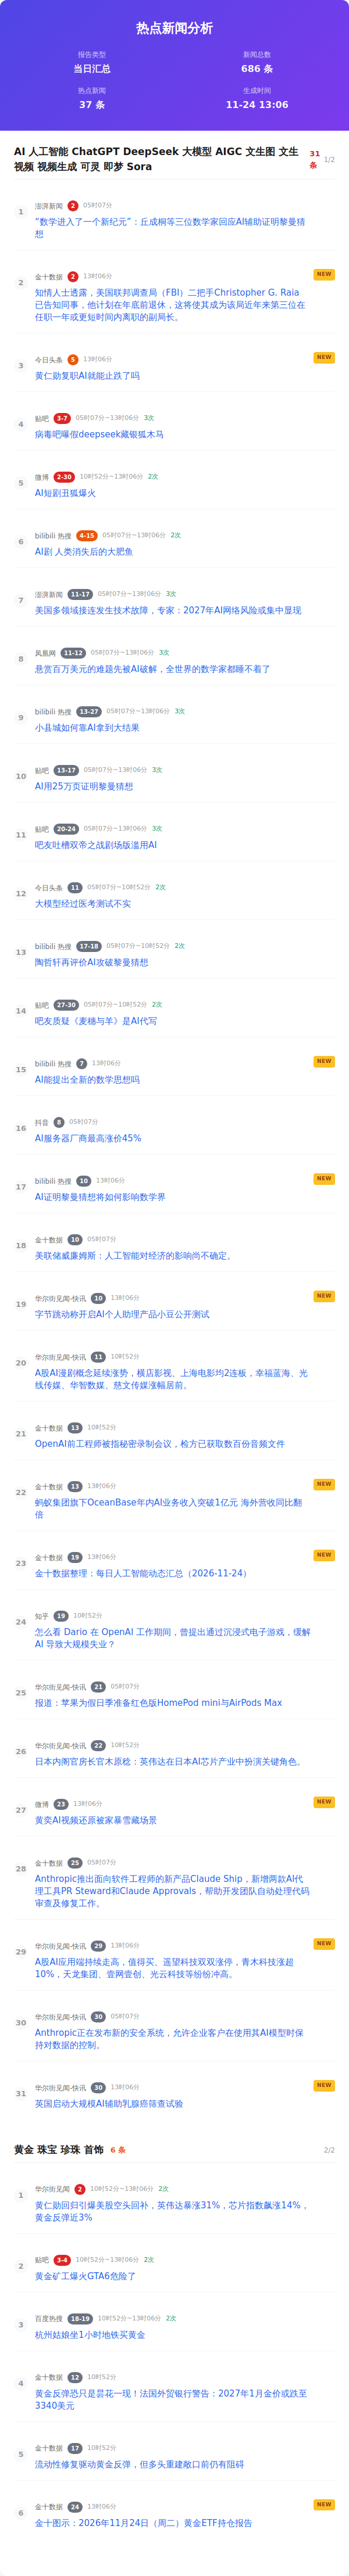 热点新闻分析
报告类型
新闻总数
当日汇总
686 条
热点新闻
生成时间
37 条
11-24 13:06
AI 人工智能 ChatGPT DeepSeek 大模型 AIGC 文生图 文生
视频 视频生成 可灵 即梦 Sora
31
条
1/2
1
澎湃新闻 2 05时07分
“数学进入了一个新纪元”：丘成桐等三位数学家回应AI辅助证明黎曼猜
想
2
金十数据 2 13时06分
NEW
知情人士透露，美国联邦调查局（FBI）二把手Christopher G. Raia
已告知同事，他计划在年底前退休，这将使其成为该局近年来第三位在
任职一年或更短时间内离职的副局长。
3
今日头条 5 13时06分
NEW
黄仁勋复职AI就能止跌了吗
4
贴吧 3-7 05时07分~13时06分 3次
病毒吧曝假deepseek藏银狐木马
5
微博 2-30 10时52分~13时06分 2次
AI短剧丑狐爆火
6
bilibili 热搜 4-15 05时07分~13时06分 2次
AI剧 人类消失后的大肥鱼
7
澎湃新闻 11-17 05时07分~13时06分 3次
美国多领域接连发生技术故障，专家：2027年AI网络风险或集中显现
8
凤凰网 11-12 05时07分~13时06分 3次
悬赏百万美元的难题先被AI破解，全世界的数学家都睡不着了
9
bilibili 热搜 13-27 05时07分~13时06分 3次
小县城如何靠AI拿到大结果
10
贴吧 13-17 05时07分~13时06分 3次
AI用25万页证明黎曼猜想
11
贴吧 20-24 05时07分~13时06分 3次
吧友吐槽双帝之战剧场版滥用AI
12
今日头条 11 05时07分~10时52分 2次
大模型经过医考测试不实
13
bilibili 热搜 17-18 05时07分~10时52分 2次
陶哲轩再评价AI攻破黎曼猜想
14
贴吧 27-30 05时07分~10时52分 2次
吧友质疑《麦穗与羊》是AI代写
15
bilibili 热搜 7 13时06分
NEW
AI能提出全新的数学思想吗
16
抖音 8 05时07分
AI服务器厂商最高涨价45%
17
bilibili 热搜 10 13时06分
NEW
AI证明黎曼猜想将如何影响数学界
18
金十数据 10 05时07分
美联储威廉姆斯：人工智能对经济的影响尚不确定。
19
华尔街见闻-快讯 10 13时06分
NEW
字节跳动称开启AI个人助理产品小豆公开测试
20
华尔街见闻-快讯 11 10时52分
A股AI漫剧概念延续涨势，横店影视、上海电影均2连板，幸福蓝海、光
线传媒、华智数媒、慈文传媒涨幅居前。
21
金十数据 13 10时52分
OpenAI前工程师被指秘密录制会议，检方已获取数百份音频文件
22
金十数据 13 13时06分
NEW
蚂蚁集团旗下OceanBase年内AI业务收入突破1亿元 海外营收同比翻
倍
23
金十数据 19 13时06分
NEW
金十数据整理：每日人工智能动态汇总（2026-11-24）
24
知乎 19 10时52分
怎么看 Dario 在 OpenAI 工作期间，曾提出通过沉浸式电子游戏，缓解
AI 导致大规模失业？
25
华尔街见闻-快讯 21 05时07分
报道：苹果为假日季准备红色版HomePod mini与AirPods Max
26
华尔街见闻-快讯 22 10时52分
日本内阁官房长官木原稔：英伟达在日本AI芯片产业中扮演关键角色。
27
微博 23 13时06分
NEW
黄奕AI视频还原被家暴雪藏场景
28
金十数据 25 05时07分
Anthropic推出面向软件工程师的新产品Claude Ship，新增两款AI代
理工具PR Steward和Claude Approvals，帮助开发团队自动处理代码
审查及修复工作。
29
华尔街见闻-快讯 29 13时06分
NEW
A股AI应用端持续走高，值得买、遥望科技双双涨停，青木科技涨超
10%，天龙集团、壹网壹创、光云科技等纷纷冲高。
30
华尔街见闻-快讯 30 05时07分
Anthropic正在发布新的安全系统，允许企业客户在使用其AI模型时保
持对数据的控制。
31
华尔街见闻-快讯 30 13时06分
NEW
英国启动大规模AI辅助乳腺癌筛查试验
黄金 珠宝 珍珠 首饰 6 条
2/2
1
华尔街见闻 2 10时52分~13时06分 2次
黄仁勋回归引爆美股空头回补，英伟达暴涨31%，芯片指数飙涨14%，
黄金反弹近3%
2
贴吧 3-4 10时52分~13时06分 2次
黄金矿工爆火GTA6危险了
3
百度热搜 18-19 10时52分~13时06分 2次
杭州姑娘坐1小时地铁买黄金
4
金十数据 12 10时52分
黄金反弹恐只是昙花一现！法国外贸银行警告：2027年1月金价或跌至
3340美元
5
金十数据 17 10时52分
流动性修复驱动黄金反弹，但多头重建敞口前仍有阻碍
6
金十数据 24 13时06分
NEW
金十图示：2026年11月24日（周二）黄金ETF持仓报告